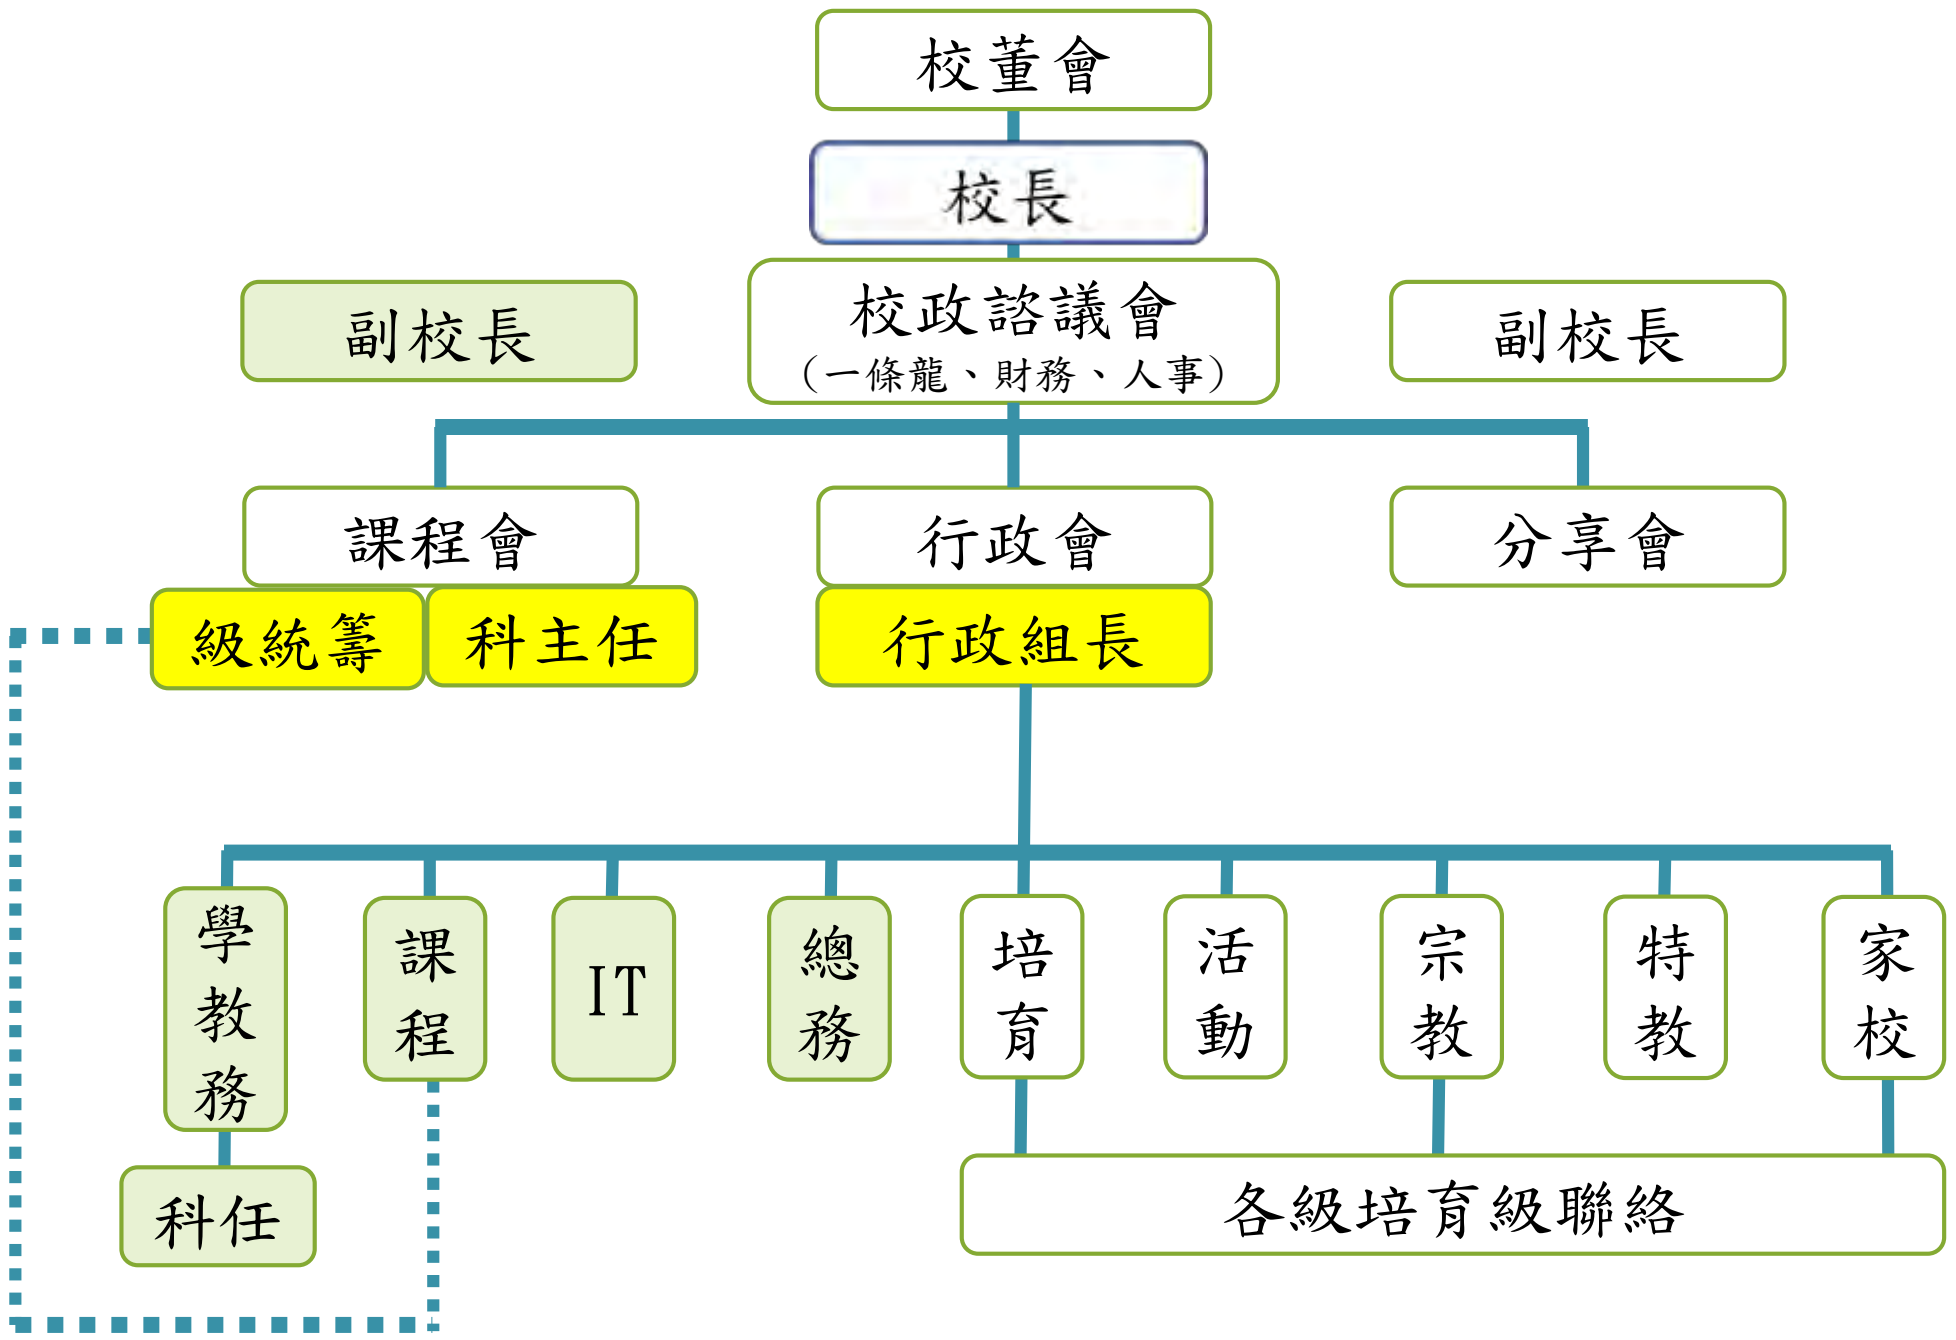 校董會
校長
副校長
校政諮議會
（一條龍、財務、人事）
副校長
課程會
行政會
分享會
級統籌
科主任
行政組長
學教務
課程
IT
總務
培育
活動
宗教
特教
家校
科任
各級培育級聯絡